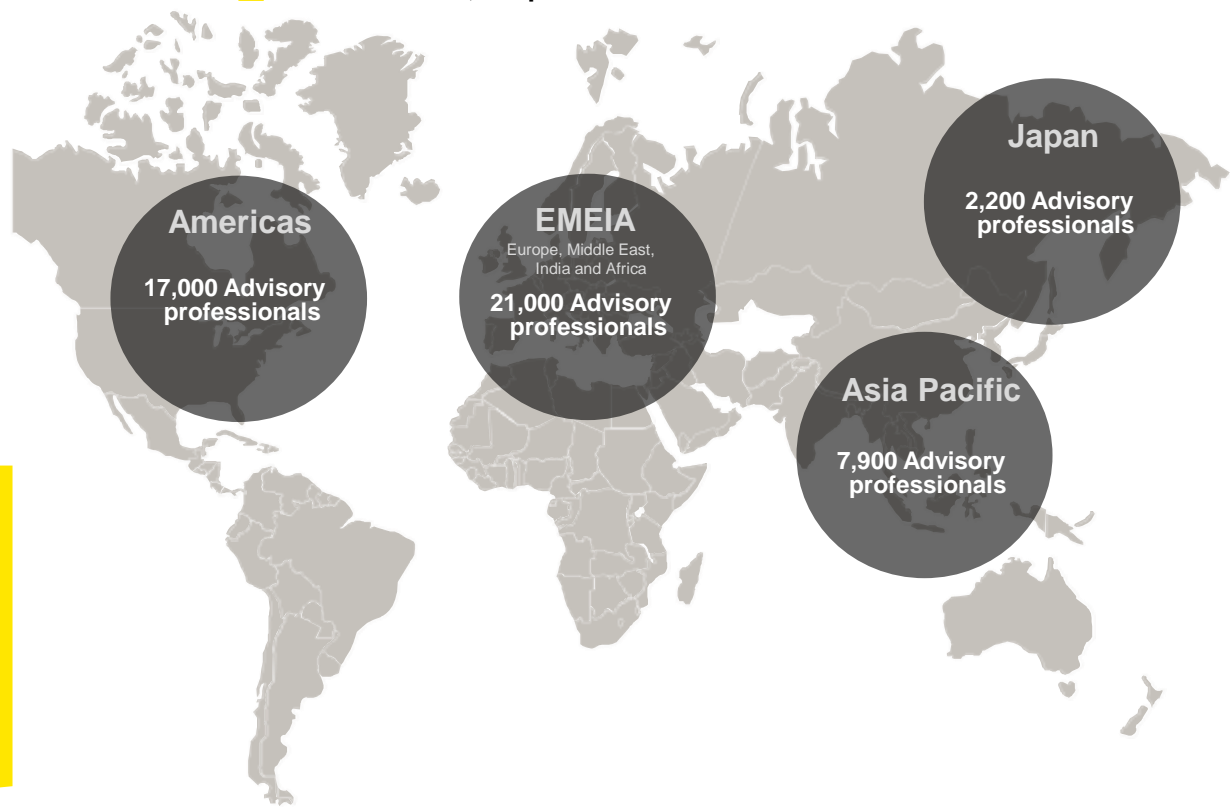 Americas
17,000 Advisory
professionals
EMEIA
Europe, Middle East,
India and Africa
21,000 Advisory
professionals
Japan
2,200 Advisory
professionals
Asia Pacific
7,900 Advisory
professionals